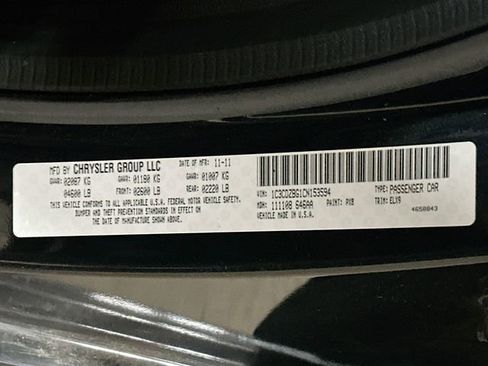 MFD BY CHRYSLER GROUP LLC DATE OF MFR: 11-11
GVWR: 02087 KG GAWR: 01180 KG GAWR: 01007 KG
04600 LB FRONT: 02600 LB REAR: 02220 LB
THIS VEHICLE CONFORMS TO ALL APPLICABLE U.S.A. FEDERAL MOTOR VEHICLE SAFETY,
BUMPER AND THEFT PREVENTION STANDARDS IN EFFECT ON
THE DATE OF MANUFACTURE SHOWN ABOVE.
VIN: 1C3CDZBG1CN153594 TYPE: PASSENGER CAR
MDH: 111108 646AA PAINT: PXB TRIM: ELX9
VEHICLE MADE IN U.S.A. 4658843